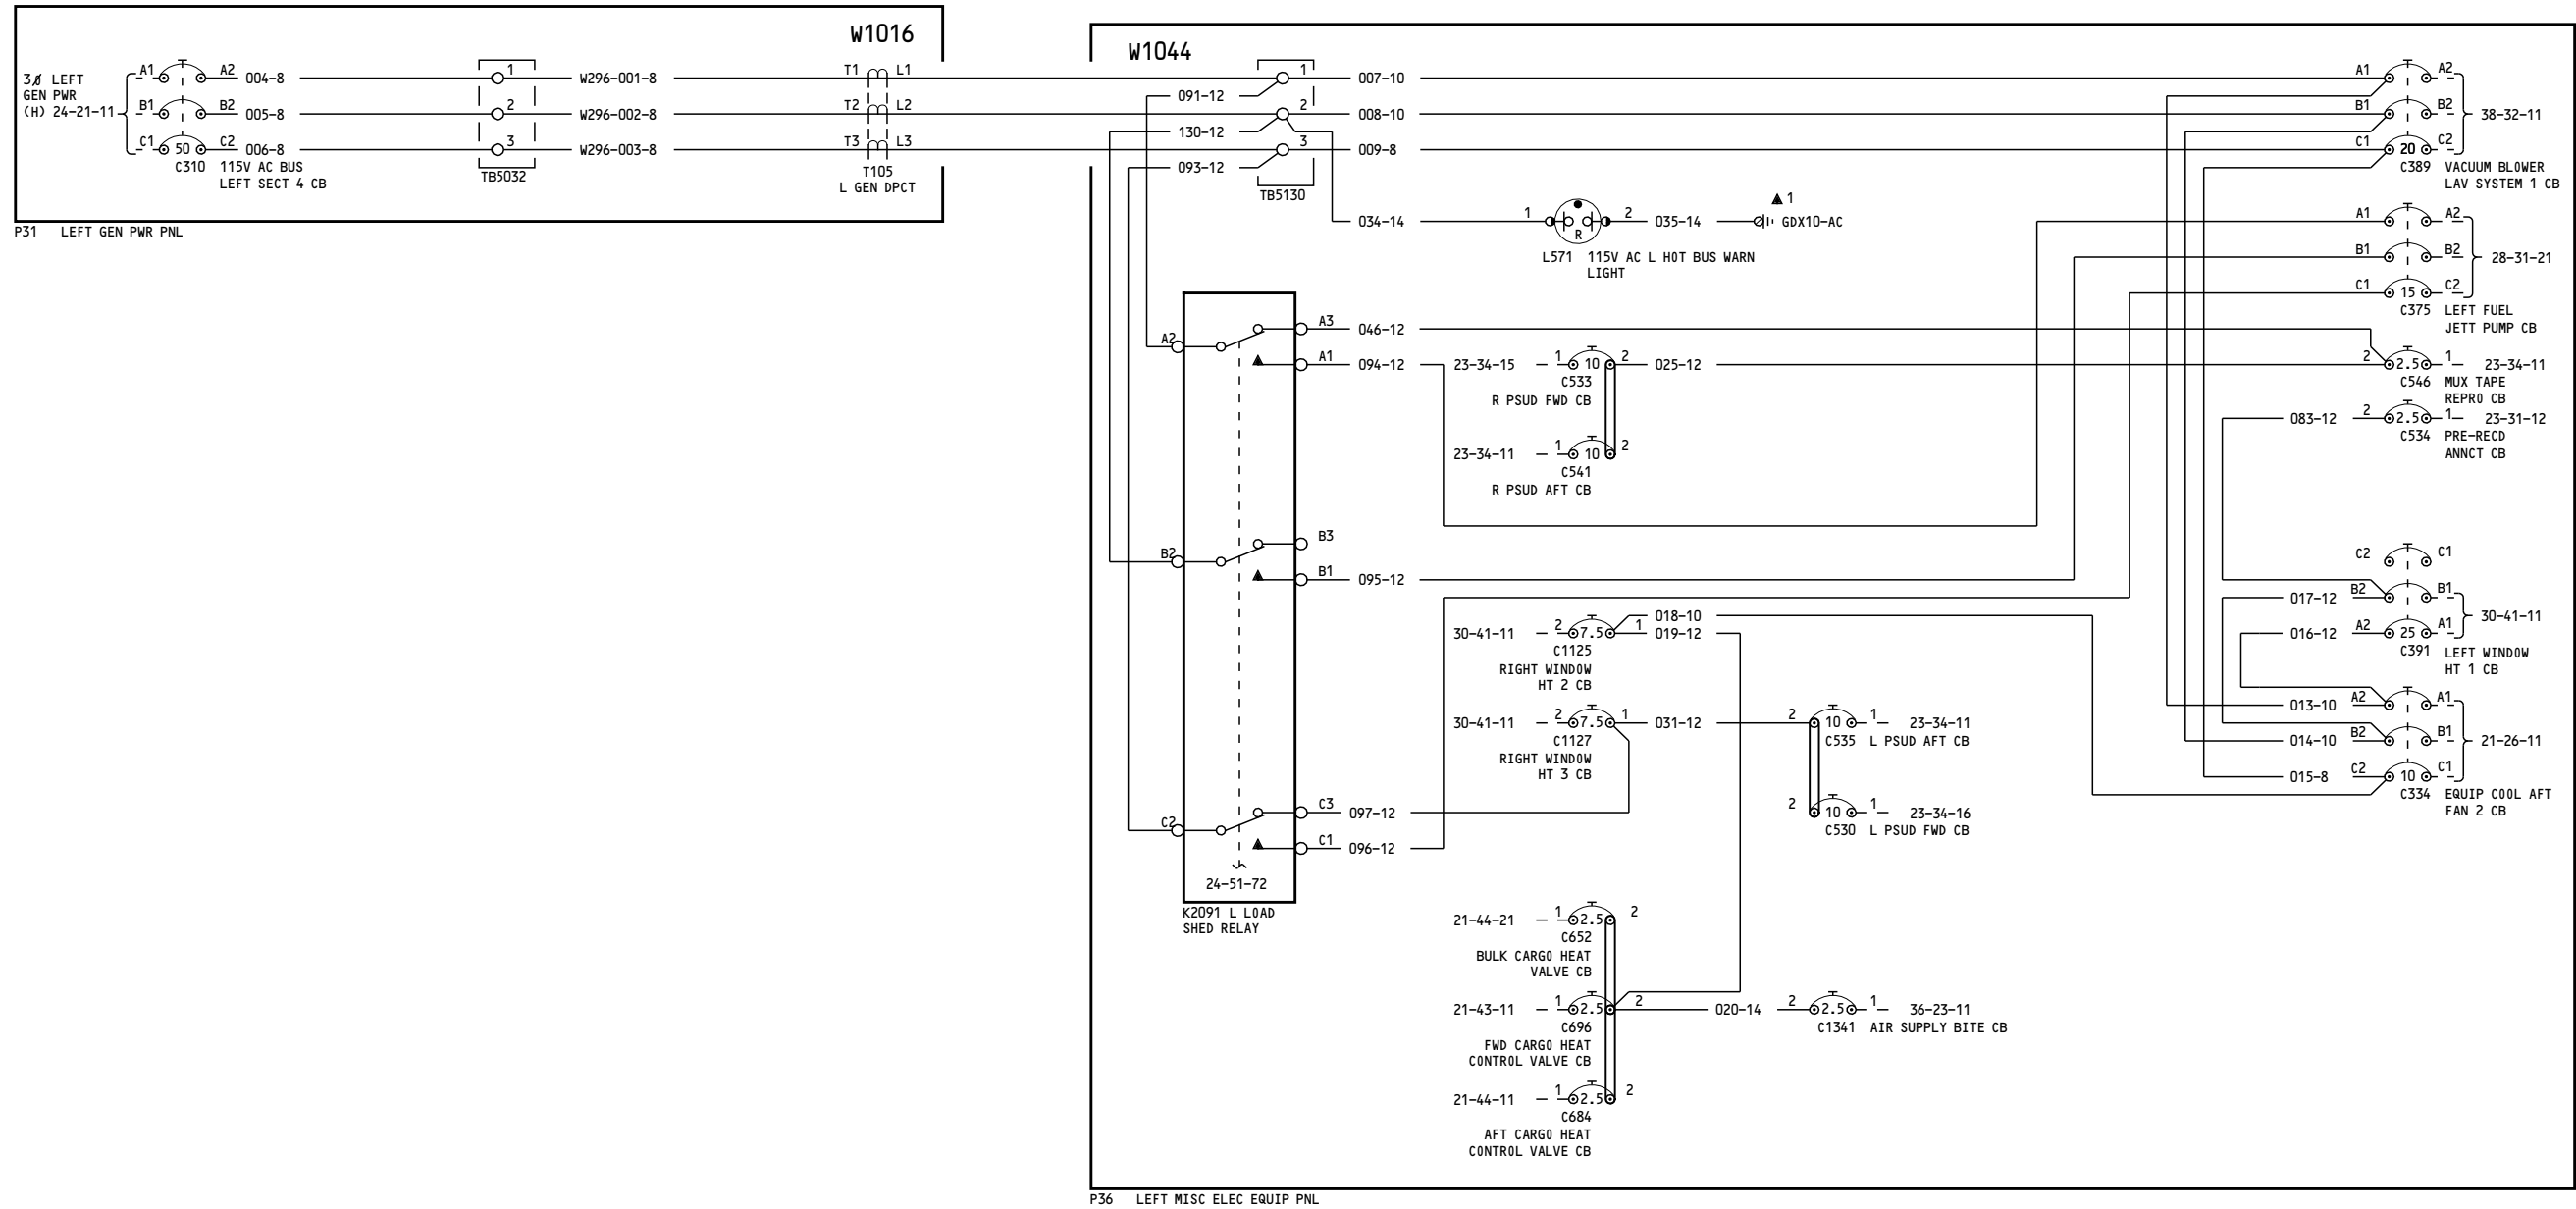 W1016
3Ø LEFT
GEN PWR
(H) 24-21-11
A1 A2 004-8 1 W296-001-8 T1 L1
B1 B2 005-8 2 W296-002-8 T2 L2
C1 50 C2 006-8 3 W296-003-8 T3 L3
C310 115V AC BUS
LEFT SECT 4 CB
TB5032
T105
L GEN DPCT
P31 LEFT GEN PWR PNL
W1044
1 007-10
091-12
2 008-10
130-12
3 009-8
093-12
TB5130
034-14
1 R 2 035-14 GDX10-AC
1
L571 115V AC L HOT BUS WARN
LIGHT
A1 A2
B1 B2 38-32-11
C1 20 C2
C389 VACUUM BLOWER
LAV SYSTEM 1 CB
A1 A2
B1 B2 28-31-21
C1 15 C2
C375 LEFT FUEL
JETT PUMP CB
A2 A3 046-12
A1 094-12
23-34-15 1 10 2 025-12
C533
R PSUD FWD CB
23-34-11 1 10 2
C541
R PSUD AFT CB
2 2.5 1 23-34-11
C546 MUX TAPE
REPRO CB
083-12 2 2.5 1 23-31-12
C534 PRE-RECD
ANNCT CB
B2 B3
B1 095-12
C2 C1
017-12 B2 B1 30-41-11
016-12 A2 25 A1
C391 LEFT WINDOW
HT 1 CB
018-10
30-41-11 2 7.5 1 019-12
C1125
RIGHT WINDOW
HT 2 CB
30-41-11 2 7.5 1 031-12 2 10 1 23-34-11
C1127
RIGHT WINDOW
HT 3 CB
C535 L PSUD AFT CB
2 10 1 23-34-16
C530 L PSUD FWD CB
013-10 A2 A1
014-10 B2 B1 21-26-11
015-8 C2 10 C1
C334 EQUIP COOL AFT
FAN 2 CB
C2 C3 097-12
C1 096-12
24-51-72
K2091 L LOAD
SHED RELAY
21-44-21 1 2.5 2
C652
BULK CARGO HEAT
VALVE CB
21-43-11 1 2.5 2 020-14 2 2.5 1 36-23-11
C696
FWD CARGO HEAT
CONTROL VALVE CB
C1341 AIR SUPPLY BITE CB
21-44-11 1 2.5 2
C684
AFT CARGO HEAT
CONTROL VALVE CB
P36 LEFT MISC ELEC EQUIP PNL